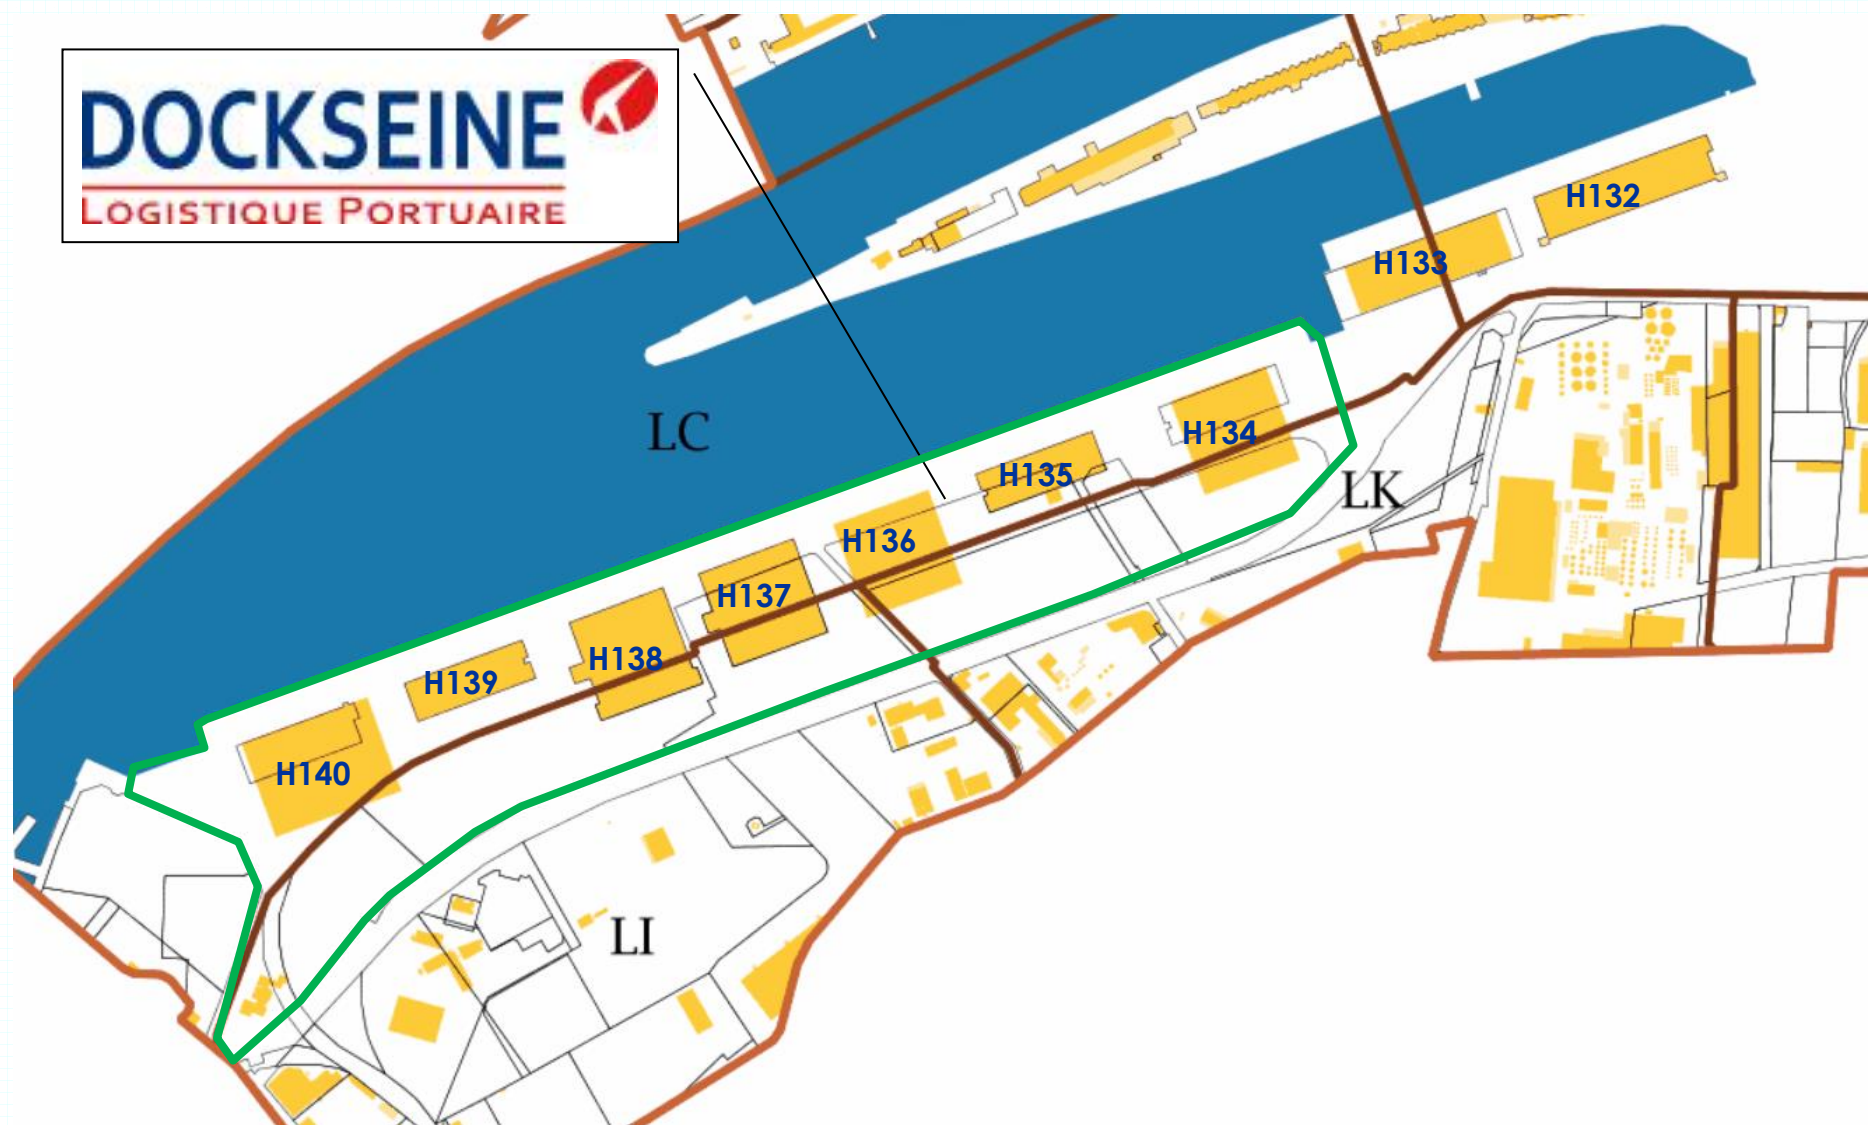 DOCKSEINE
LOGISTIQUE PORTUAIRE
H132
H133
LC
H134
H135
LK
H136
H137
H138
H139
H140
LI